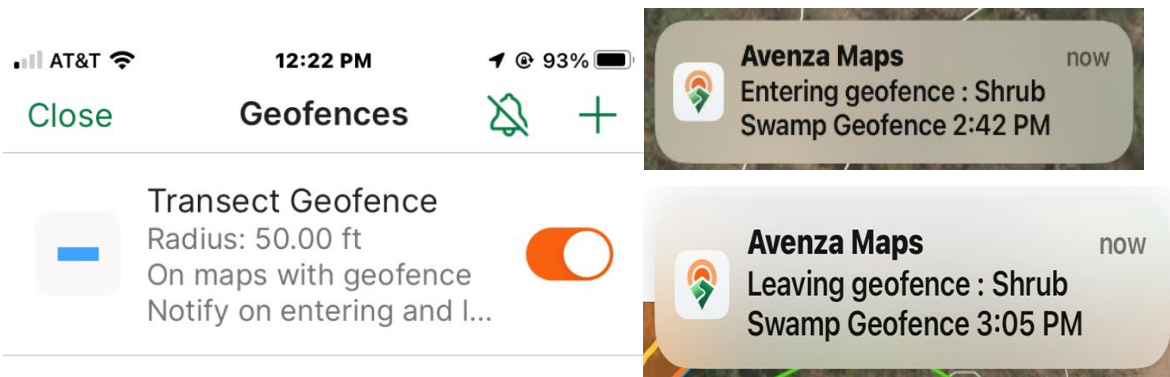 AT&T 12:22 PM 93%
Close Geofences
Transect Geofence
Radius: 50.00 ft
On maps with geofence
Notify on entering and l...
Avenza Maps now
Entering geofence : Shrub
Swamp Geofence 2:42 PM
Avenza Maps now
Leaving geofence : Shrub
Swamp Geofence 3:05 PM